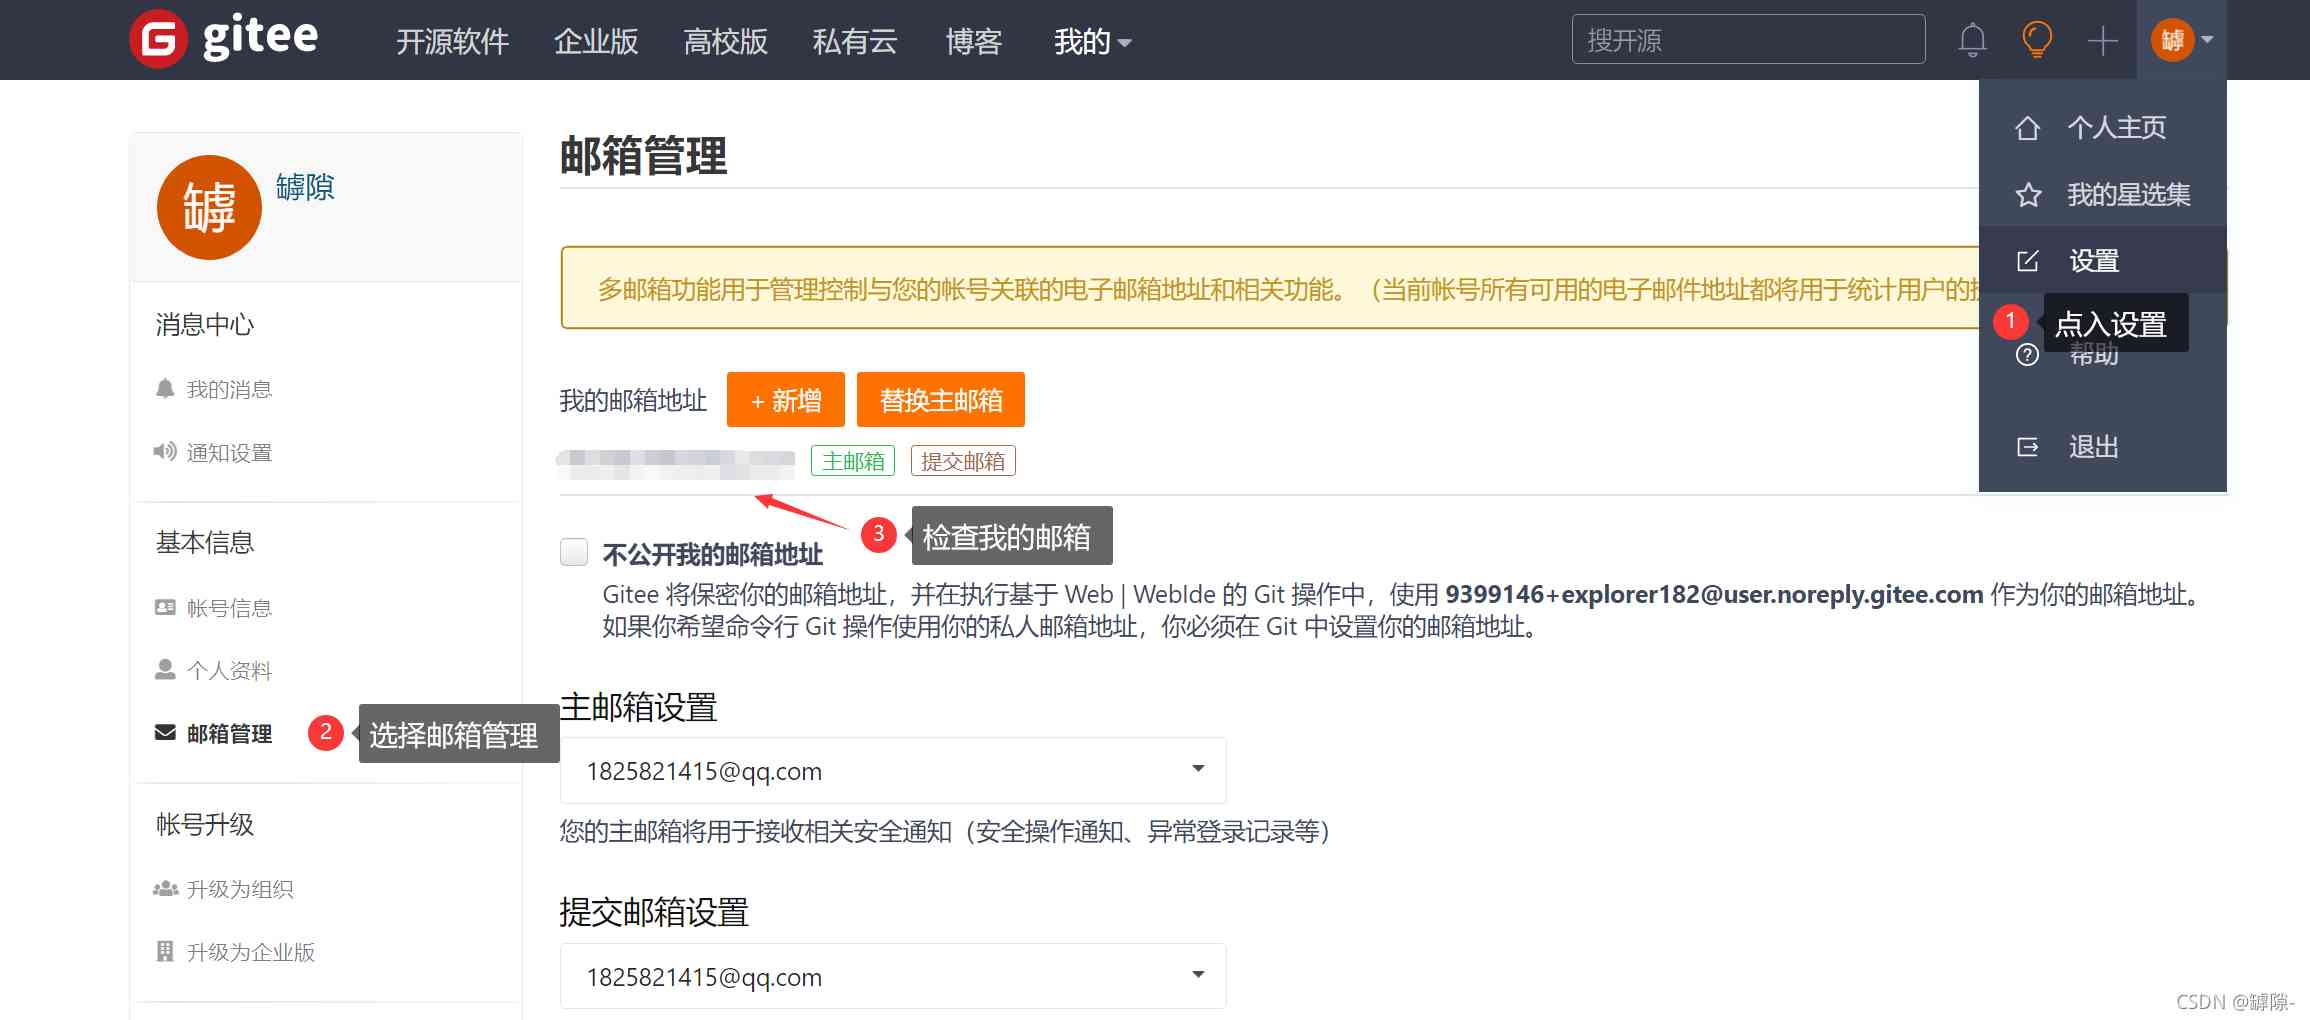 gitee
开源软件 企业版 高校版 私有云 博客 我的
搜开源
罅
个人主页
我的星选集
设置
1 点入设置
帮助
退出
罅
罅隙
消息中心
我的消息
通知设置
基本信息
帐号信息
个人资料
邮箱管理
2 选择邮箱管理
帐号升级
升级为组织
升级为企业版
邮箱管理
多邮箱功能用于管理控制与您的帐号关联的电子邮箱地址和相关功能。（当前帐号所有可用的电子邮件地址都将用于统计用户的
我的邮箱地址 + 新增 替换主邮箱
主邮箱 提交邮箱
3 检查我的邮箱
不公开我的邮箱地址
Gitee 将保密你的邮箱地址，并在执行基于 Web | WebIde 的 Git 操作中，使用 9399146+explorer182@user.noreply.gitee.com 作为你的邮箱地址。
如果你希望命令行 Git 操作使用你的私人邮箱地址，你必须在 Git 中设置你的邮箱地址。
主邮箱设置
1825821415@qq.com
您的主邮箱将用于接收相关安全通知（安全操作通知、异常登录记录等）
提交邮箱设置
1825821415@qq.com
CSDN @罅隙-